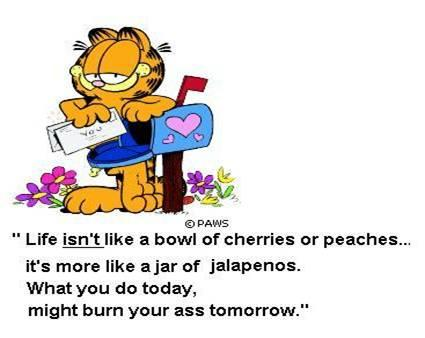 YOU
© PAWS
" Life isn't like a bowl of cherries or peaches...
it's more like a jar of jalapenos.
What you do today,
might burn your ass tomorrow."